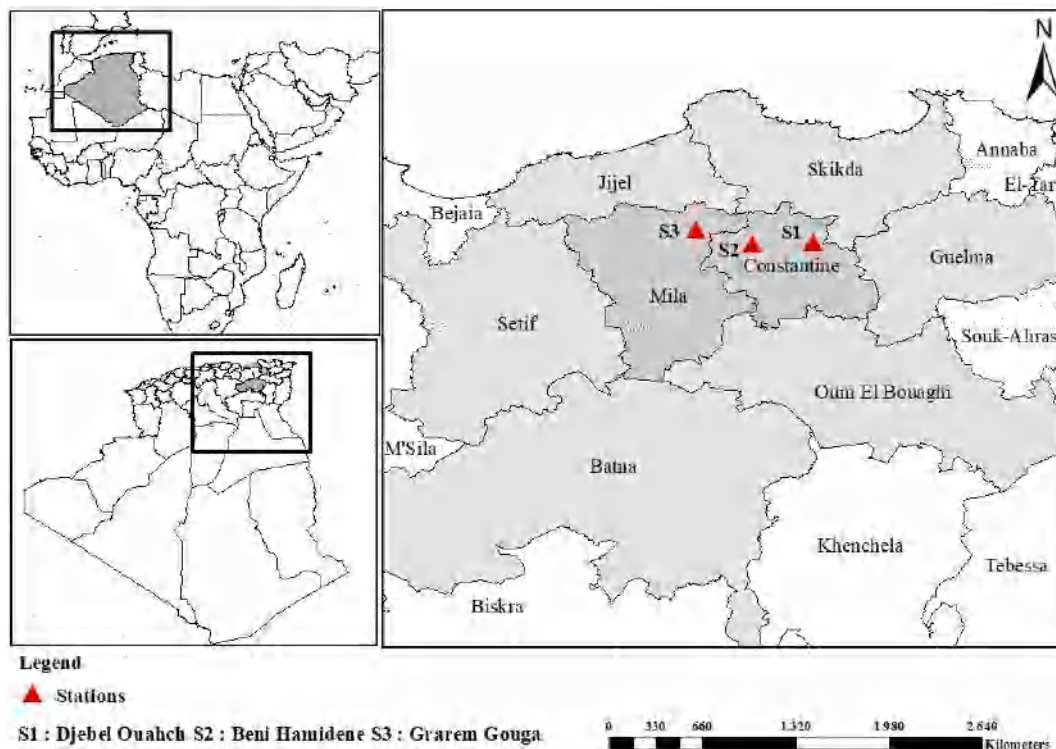 N
Annaba
Skikda
El-Tar
Jijel
Bejaia
S3
S1
S2
Guelma
Constantine
Mila
Setif
Souk-Ahras
Oum El Bouaghi
M'Sila
Batna
Khenchela
Tebessa
Biskra
Legend
Stations
S1 : Djebel Ouahch S2 : Beni Hamidene S3 : Grarem Gouga
0 330 660 1.320 1.980 2.640
Kilometers